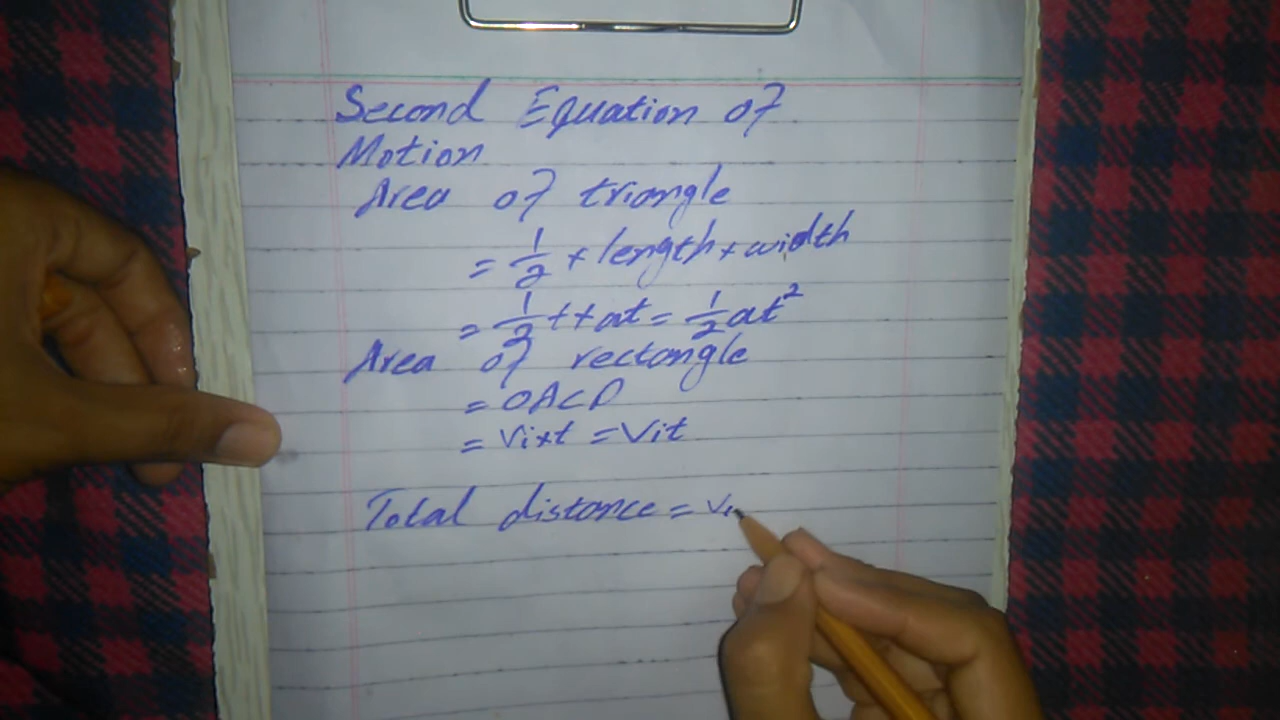 Second Equation of
Motion
Area of triangle
= 1/2 × length × width
= 1/2 t × at = 1/2 at²
Area of rectangle
= OACD
= Vi×t = Vit
Total distance = Vi